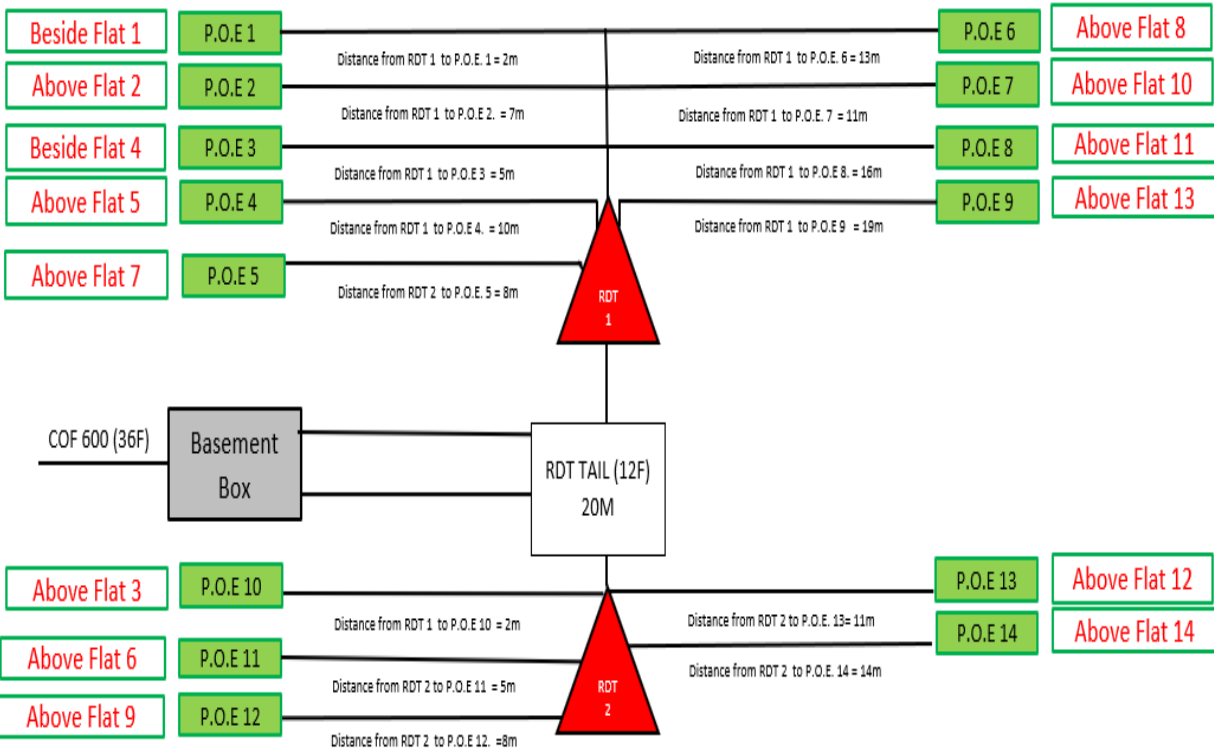 Beside Flat 1 P.O.E 1 P.O.E 6 Above Flat 8
Distance from RDT 1 to P.O.E. 1 = 2m Distance from RDT 1 to P.O.E. 6 = 13m
Above Flat 2 P.O.E 2 P.O.E 7 Above Flat 10
Distance from RDT 1 to P.O.E 2. = 7m Distance from RDT 1 to P.O.E. 7 = 11m
Beside Flat 4 P.O.E 3 P.O.E 8 Above Flat 11
Distance from RDT 1 to P.O.E 3 = 5m Distance from RDT 1 to P.O.E 8. = 16m
Above Flat 5 P.O.E 4 P.O.E 9 Above Flat 13
Distance from RDT 1 to P.O.E 4. = 10m Distance from RDT 1 to P.O.E 9 = 19m
Above Flat 7 P.O.E 5
Distance from RDT 2 to P.O.E. 5 = 8m
RDT
1
COF 600 (36F)
Basement
Box
RDT TAIL (12F)
20M
Above Flat 3 P.O.E 10 P.O.E 13 Above Flat 12
Distance from RDT 1 to P.O.E 10 = 2m Distance from RDT 2 to P.O.E. 13= 11m
Above Flat 6 P.O.E 11 P.O.E 14 Above Flat 14
Distance from RDT 2 to P.O.E 11 = 5m Distance from RDT 2 to P.O.E. 14 = 14m
Above Flat 9 P.O.E 12
Distance from RDT 2 to P.O.E 12. =8m
RDT
2